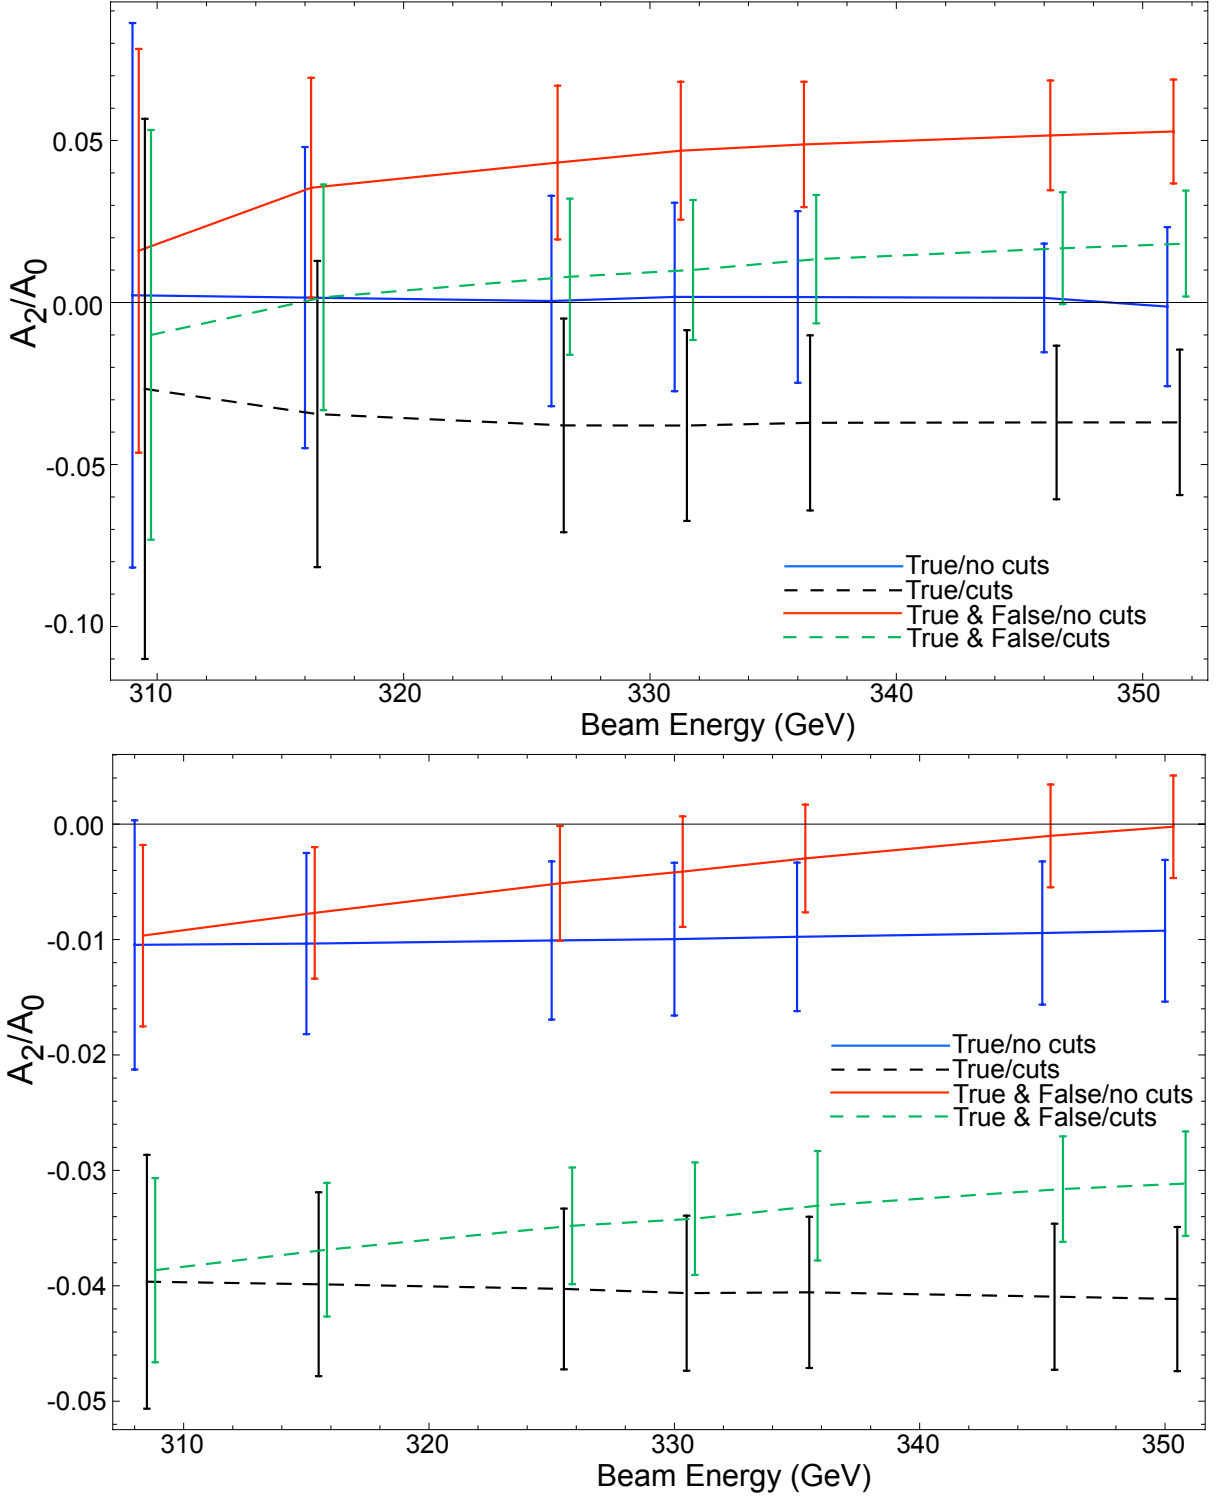 0.05
0.00
-0.05
-0.10
A2/A0
True/no cuts
True/cuts
True & False/no cuts
True & False/cuts
310 320 330 340 350
Beam Energy (GeV)
0.00
-0.01
-0.02
-0.03
-0.04
-0.05
A2/A0
True/no cuts
True/cuts
True & False/no cuts
True & False/cuts
310 320 330 340 350
Beam Energy (GeV)